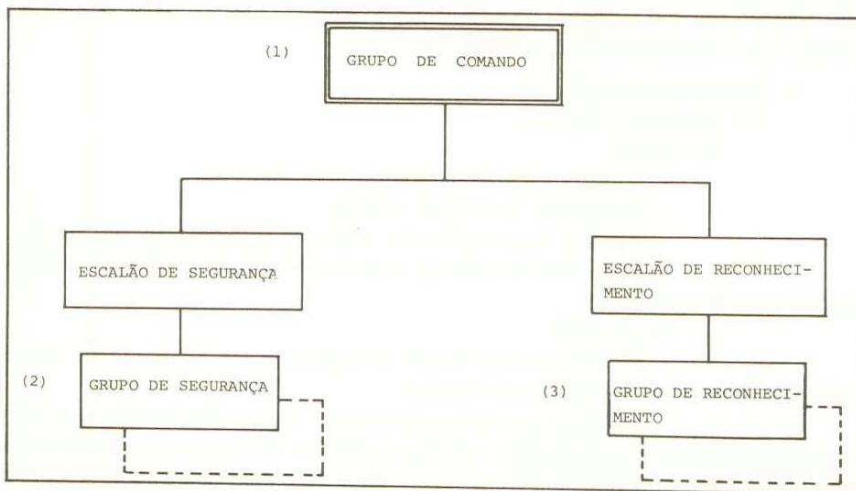 (1)
GRUPO DE COMANDO
ESCALÃO DE SEGURANÇA
ESCALÃO DE RECONHECI-
MENTO
(2)
GRUPO DE SEGURANÇA
(3)
GRUPO DE RECONHECI-
MENTO